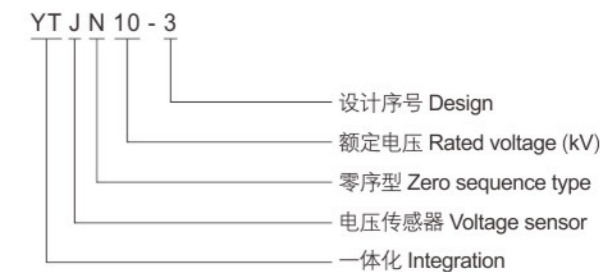 YT J N 10 - 3
设计序号 Design
额定电压 Rated voltage (kV)
零序型 Zero sequence type
电压传感器 Voltage sensor
一体化 Integration